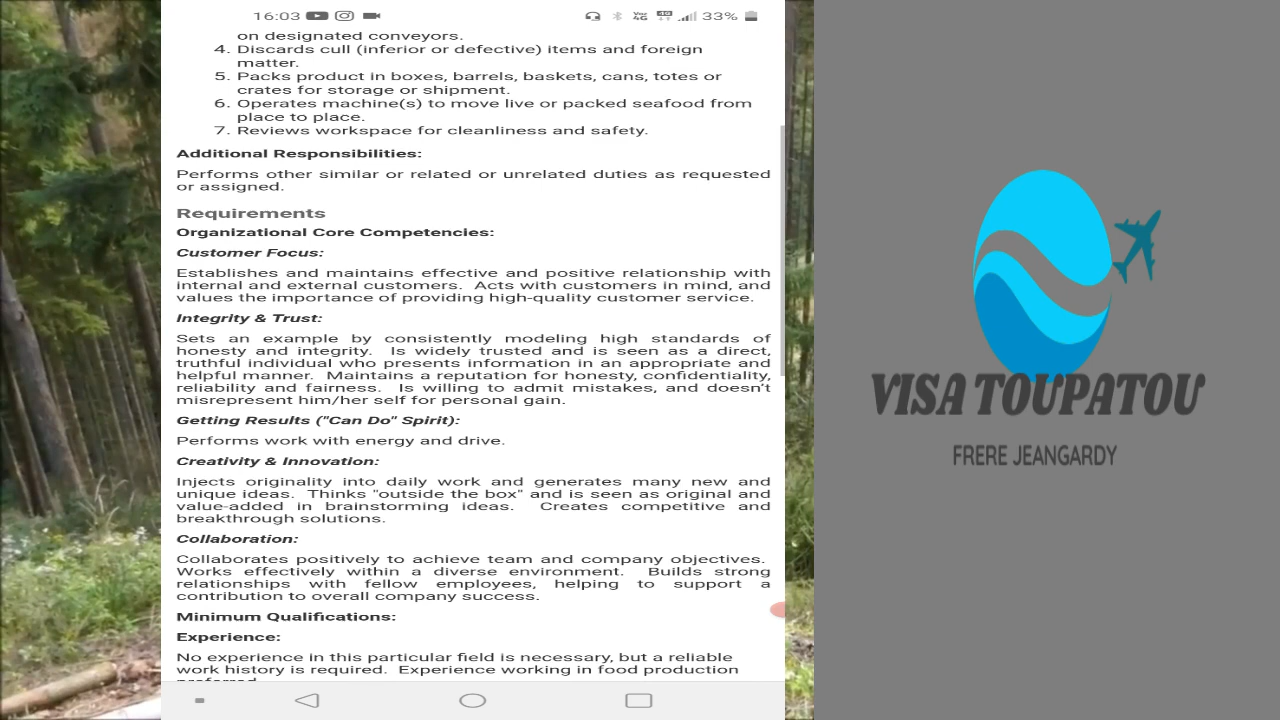 16:03 Vo 4G 4G 33%
on designated conveyors.
4. Discards cull (inferior or defective) items and foreign
matter.
5. Packs product in boxes, barrels, baskets, cans, totes or
crates for storage or shipment.
6. Operates machine(s) to move live or packed seafood from
place to place.
7. Reviews workspace for cleanliness and safety.
Additional Responsibilities:
Performs other similar or related or unrelated duties as requested
or assigned.
Requirements
Organizational Core Competencies:
Customer Focus:
Establishes and maintains effective and positive relationship with
internal and external customers. Acts with customers in mind, and
values the importance of providing high-quality customer service.
Integrity & Trust:
Sets an example by consistently modeling high standards of
honesty and integrity. Is widely trusted and is seen as a direct,
truthful individual who presents information in an appropriate and
helpful manner. Maintains a reputation for honesty, confidentiality,
reliability and fairness. Is willing to admit mistakes, and doesn't
misrepresent him/her self for personal gain.
Getting Results ("Can Do" Spirit):
Performs work with energy and drive.
Creativity & Innovation:
Injects originality into daily work and generates many new and
unique ideas. Thinks "outside the box" and is seen as original and
value-added in brainstorming ideas. Creates competitive and
breakthrough solutions.
Collaboration:
Collaborates positively to achieve team and company objectives.
Works effectively within a diverse environment. Builds strong
relationships with fellow employees, helping to support a
contribution to overall company success.
Minimum Qualifications:
Experience:
No experience in this particular field is necessary, but a reliable
work history is required. Experience working in food production
preferred
VISA TOUPATOU
FRERE JEANGARDY